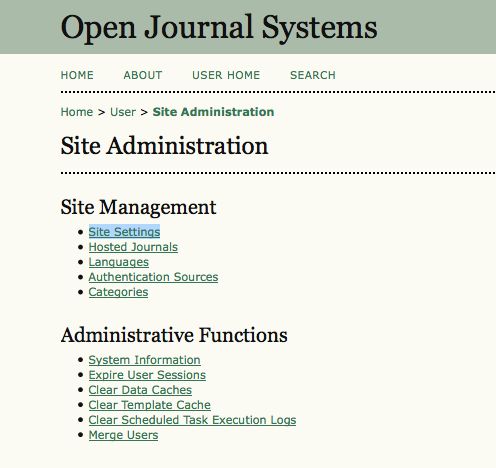 Open Journal Systems
HOME ABOUT USER HOME SEARCH
Home > User > Site Administration
Site Administration
Site Management
Site Settings
Hosted Journals
Languages
Authentication Sources
Categories
Administrative Functions
System Information
Expire User Sessions
Clear Data Caches
Clear Template Cache
Clear Scheduled Task Execution Logs
Merge Users